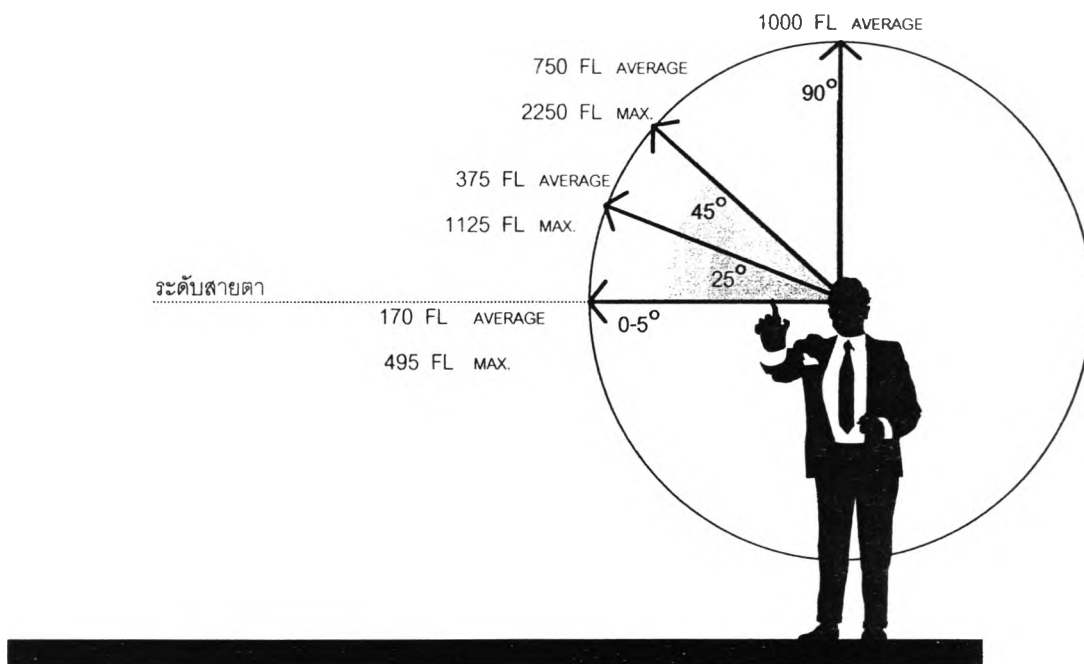 1000 FL AVERAGE
90°
750 FL AVERAGE
2250 FL MAX.
375 FL AVERAGE
1125 FL MAX.
45°
25°
ระดับสายตา
170 FL AVERAGE
0-5°
495 FL MAX.